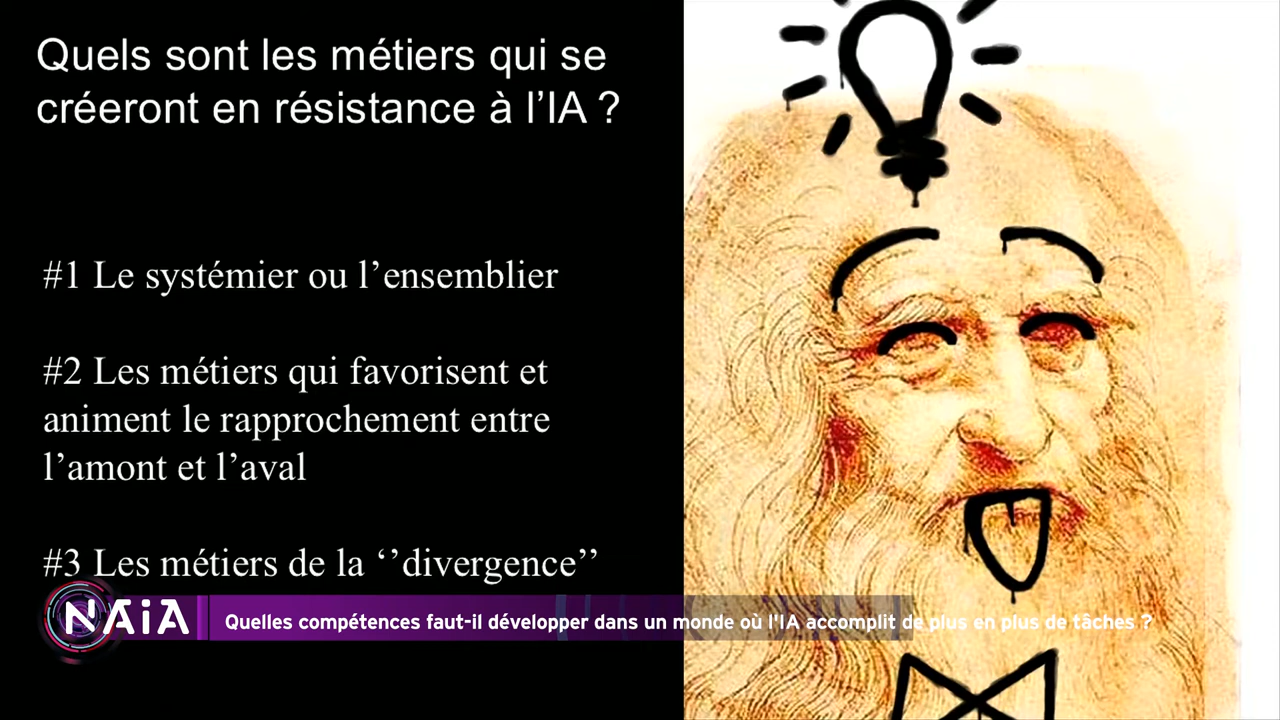 Quels sont les métiers qui se
créeront en résistance à l’IA ?
#1 Le systémier ou l’ensemblier
#2 Les métiers qui favorisent et
animent le rapprochement entre
l’amont et l’aval
#3 Les métiers de la ‘’divergence’’
NAiA
Quelles compétences faut-il développer dans un monde où l'IA accomplit de plus en plus de tâches ?